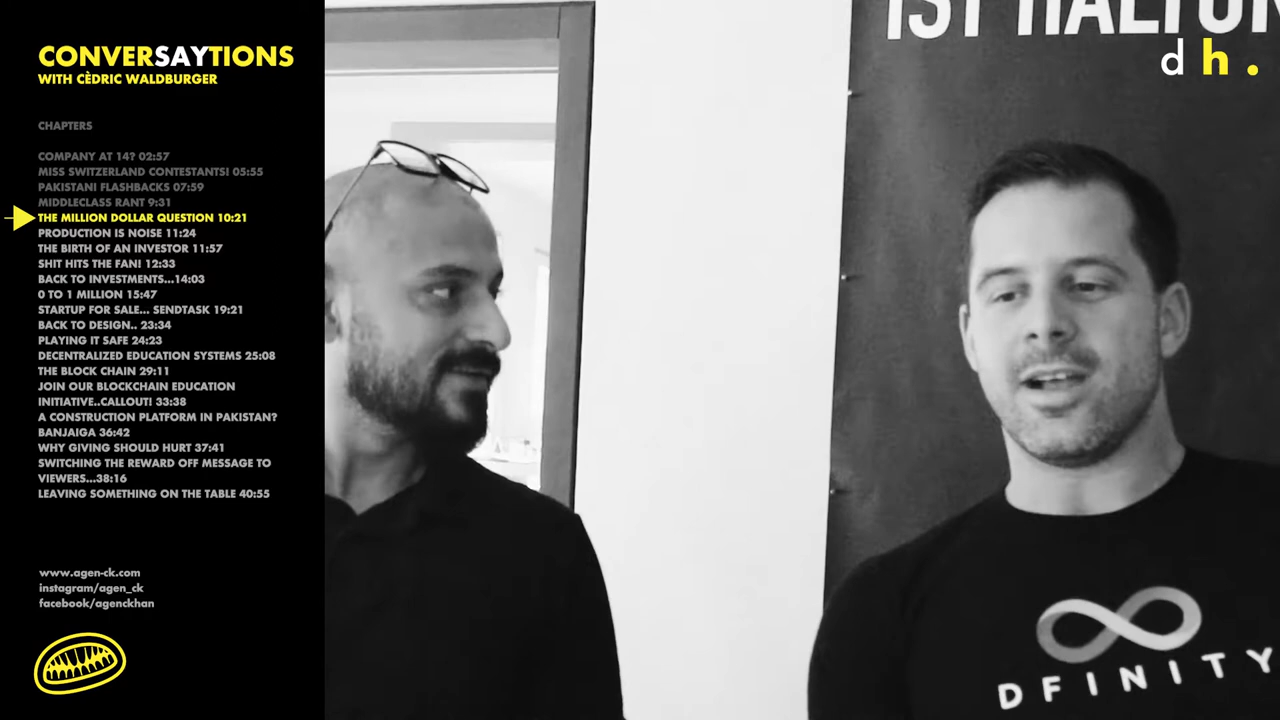 CONVERSAYTIONS
WITH CÈDRIC WALDBURGER
CHAPTERS
COMPANY AT 14? 02:57
MISS SWITZERLAND CONTESTANTS! 05:55
PAKISTANI FLASHBACKS 07:59
MIDDLECLASS RANT 9:31
THE MILLION DOLLAR QUESTION 10:21
PRODUCTION IS NOISE 11:24
THE BIRTH OF AN INVESTOR 11:57
SHIT HITS THE FAN! 12:33
BACK TO INVESTMENTS...14:03
0 TO 1 MILLION 15:47
STARTUP FOR SALE... SENDTASK 19:21
BACK TO DESIGN.. 23:34
PLAYING IT SAFE 24:23
DECENTRALIZED EDUCATION SYSTEMS 25:08
THE BLOCK CHAIN 29:11
JOIN OUR BLOCKCHAIN EDUCATION
INITIATIVE..CALLOUT! 33:38
A CONSTRUCTION PLATFORM IN PAKISTAN?
BANJAIGA 36:42
WHY GIVING SHOULD HURT 37:41
SWITCHING THE REWARD OFF MESSAGE TO
VIEWERS...38:16
LEAVING SOMETHING ON THE TABLE 40:55
www.agen-ck.com
instagram/agen_ck
facebook/agenckhan
IST HALTUN
dh.
DFINITY